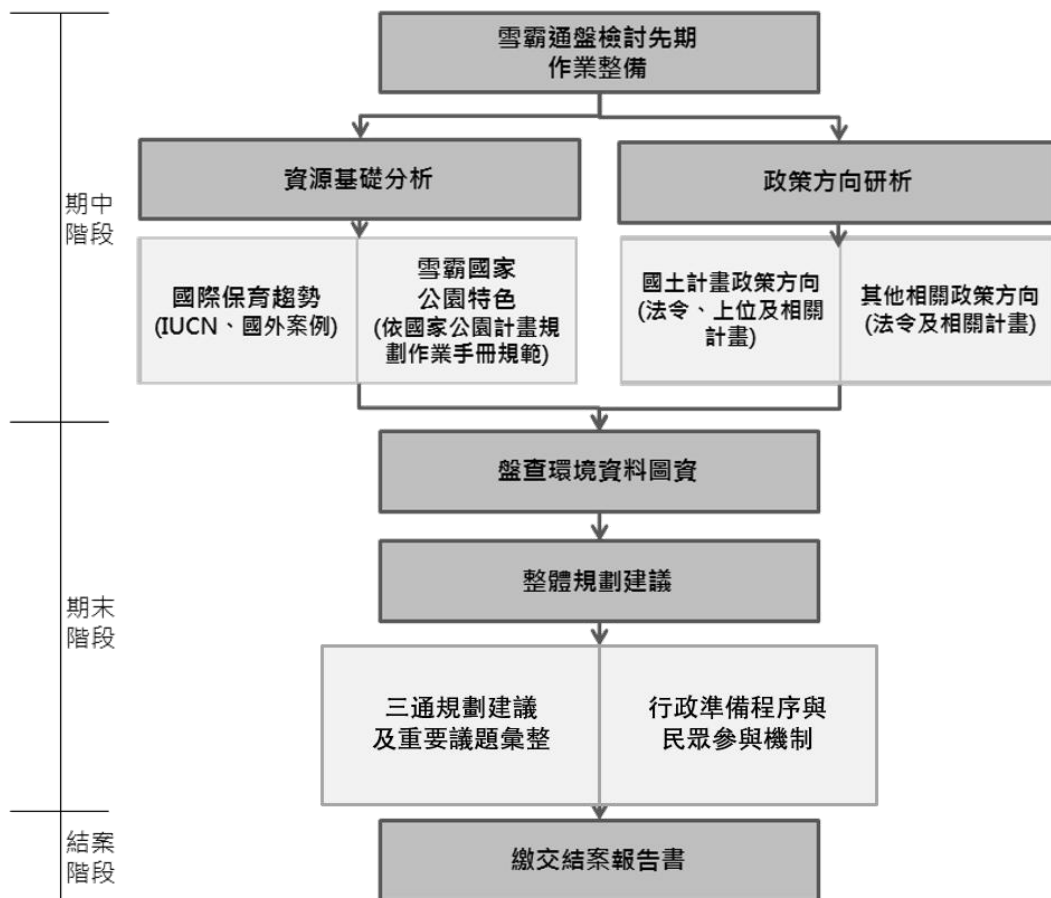 雪霸通盤檢討先期
作業整備
資源基礎分析
政策方向研析
期中
階段
國際保育趨勢
(IUCN、國外案例)
雪霸國家
公園特色
(依國家公園計畫規
劃作業手冊規範)
國土計畫政策方向
(法令、上位及相關
計畫)
其他相關政策方向
(法令及相關計畫)
盤查環境資料圖資
整體規劃建議
期末
階段
三通規劃建議
及重要議題彙整
行政準備程序與
民眾參與機制
結案
階段
繳交結案報告書